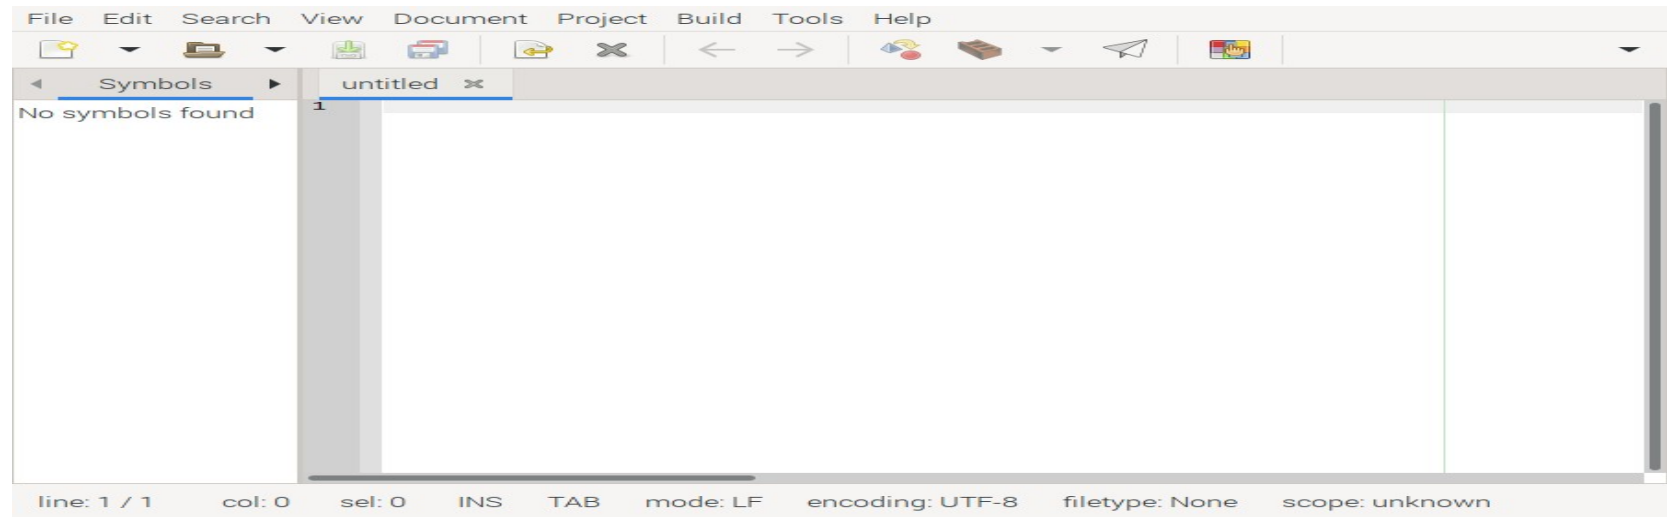 File Edit Search View Document Project Build Tools Help
Symbols untitled
No symbols found
1
line: 1 / 1 col: 0 sel: 0 INS TAB mode: LF encoding: UTF-8 filetype: None scope: unknown